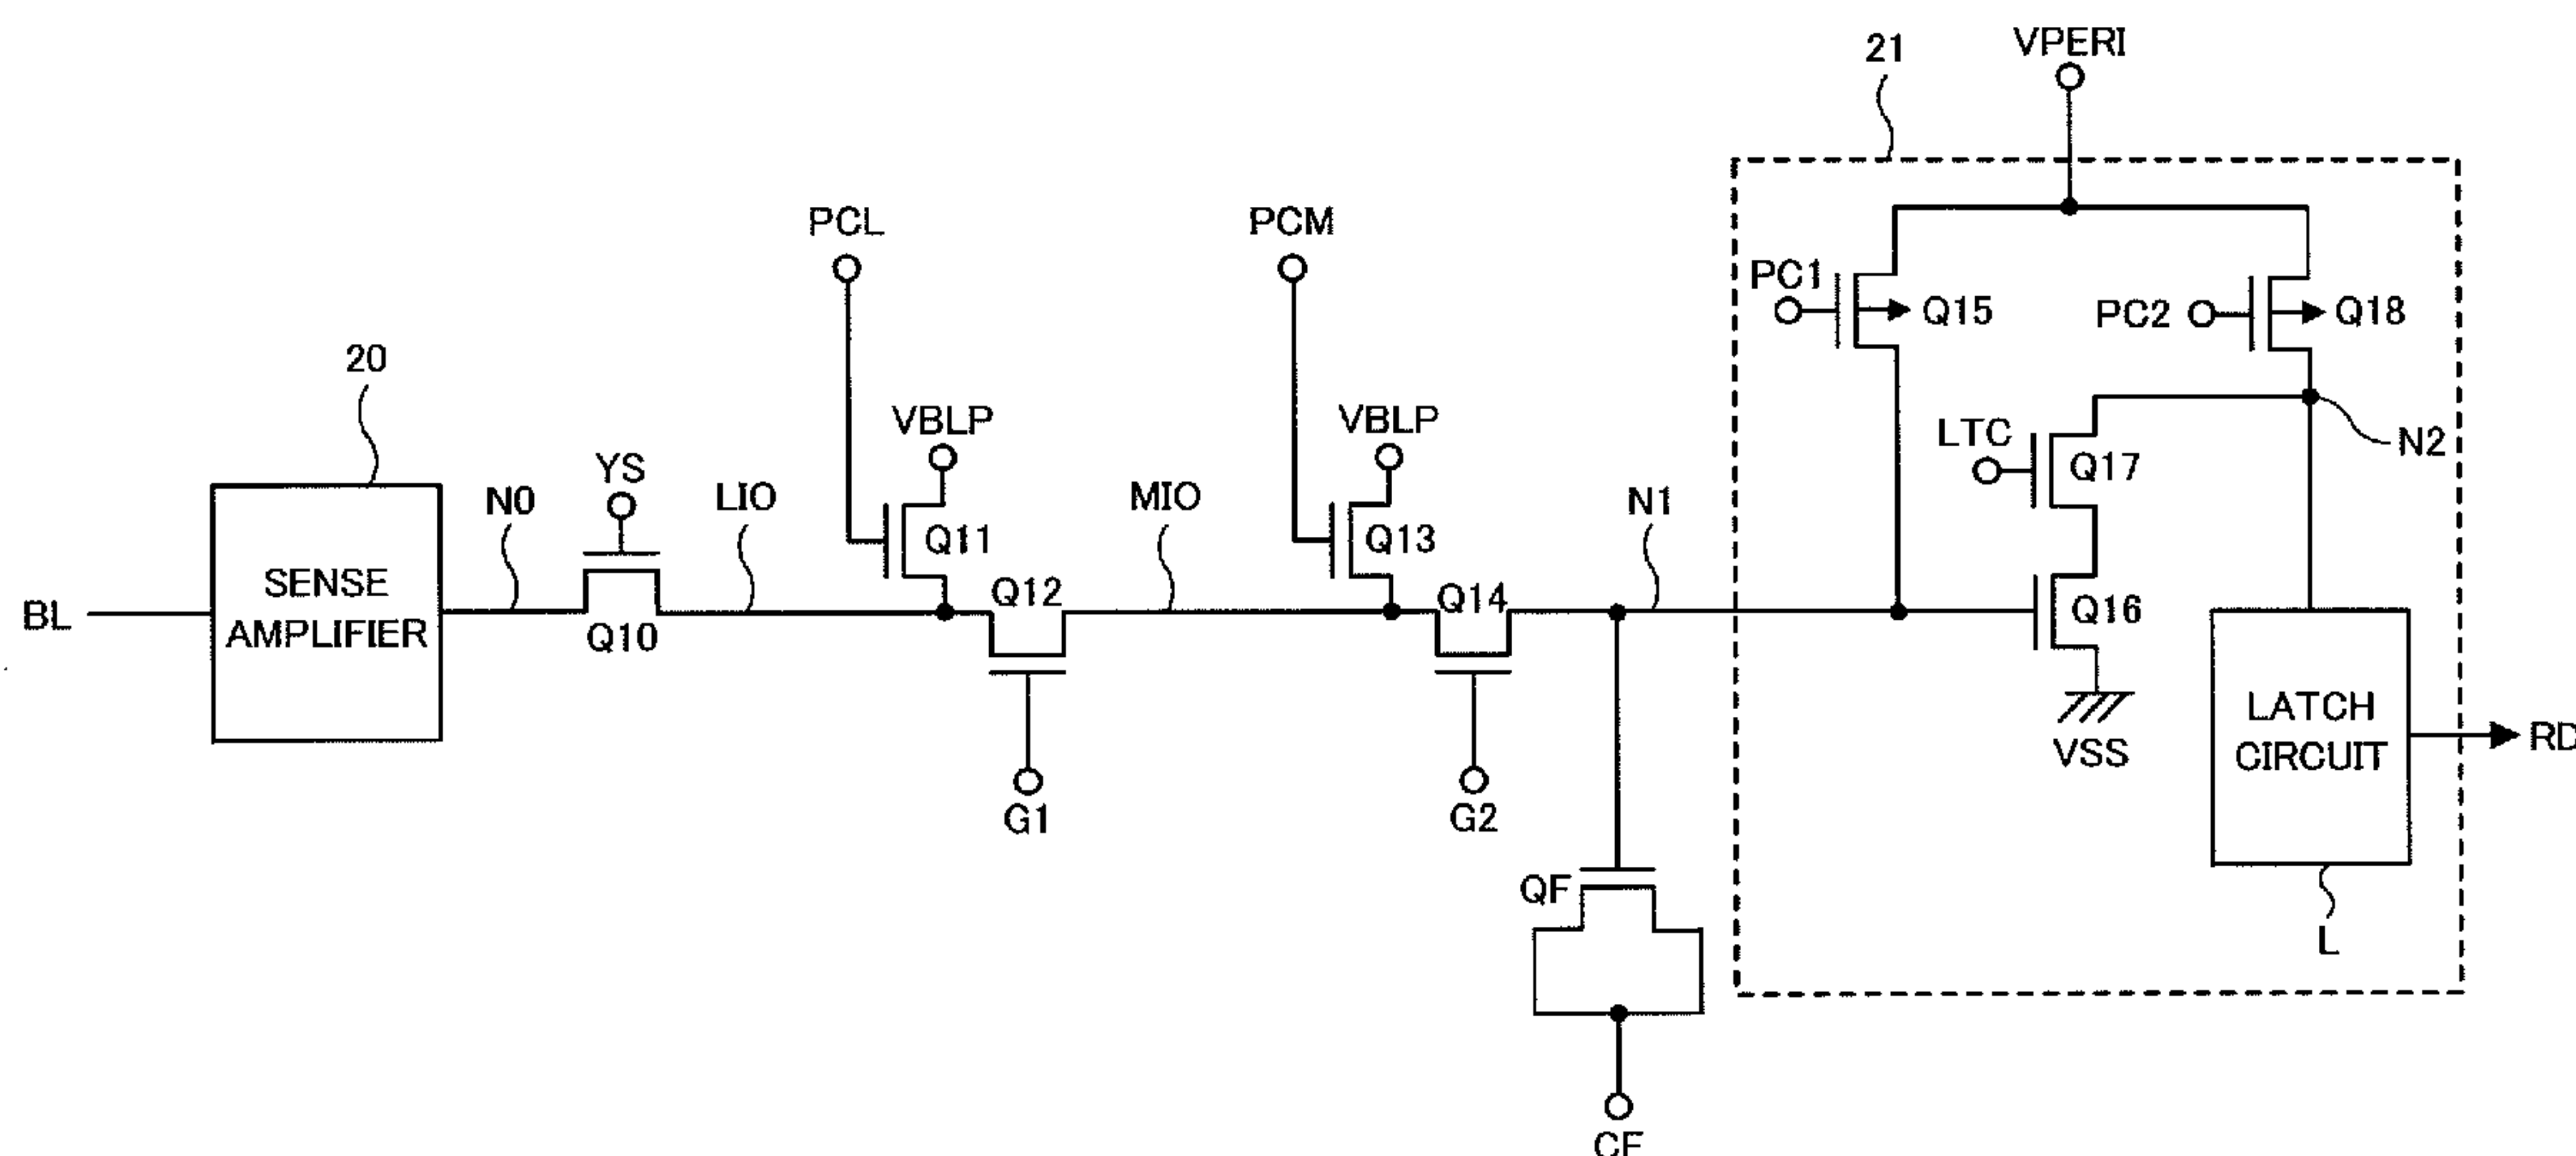 21
VPERI
PCL
PCM
PC1
Q15
PC2
Q18
20
VBLP
VBLP
LTC
Q17
N2
YS
N0
LIO
Q11
MIO
Q13
N1
BL
SENSE
AMPLIFIER
Q10
Q12
Q14
Q16
G1
G2
VSS
LATCH
CIRCUIT
RD
QF
L
CF